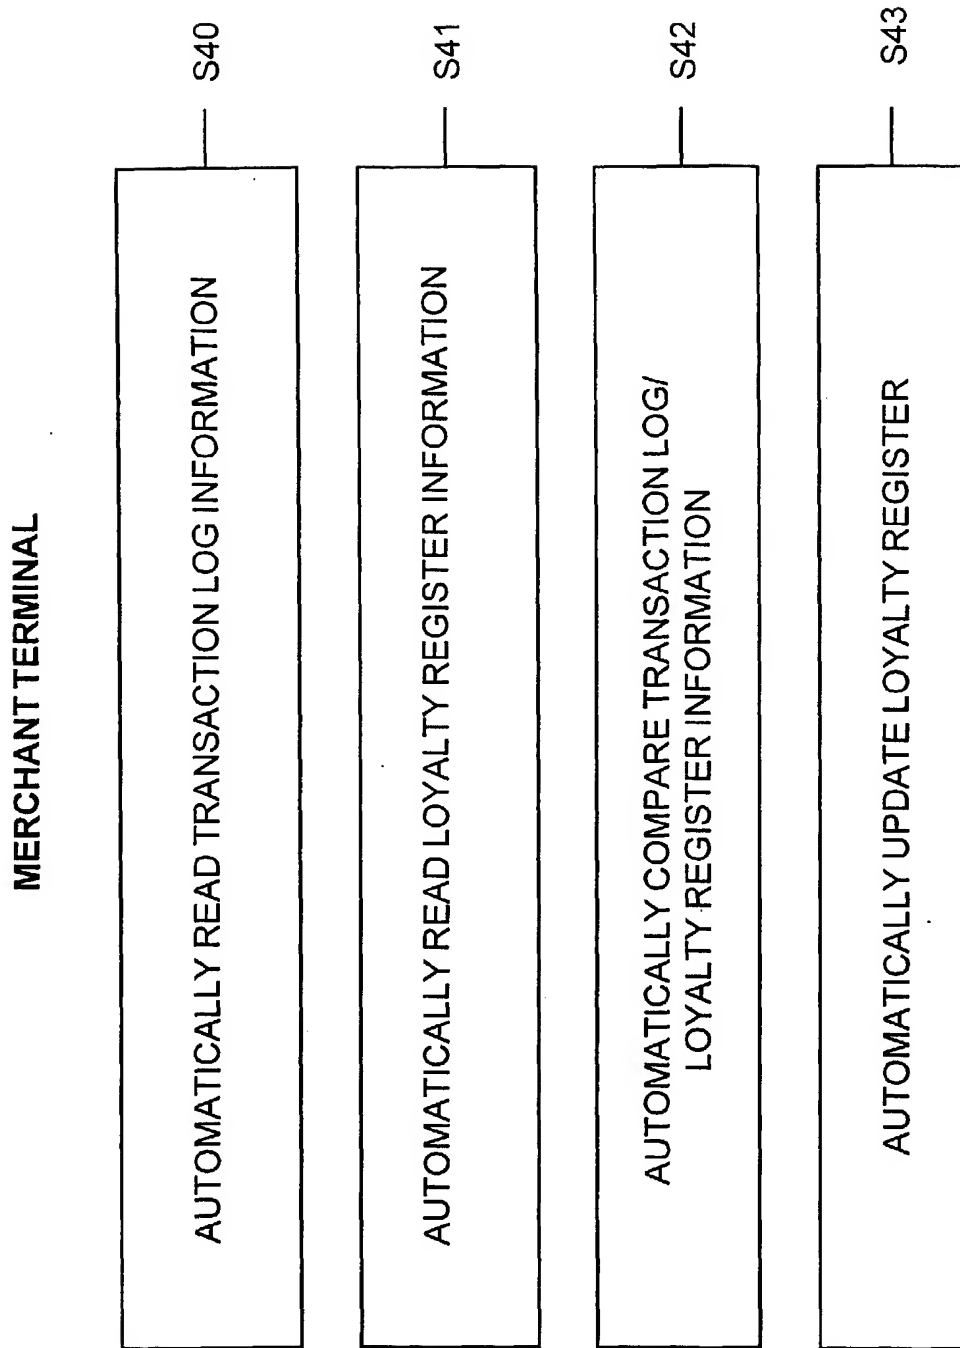 MERCHANT TERMINAL
AUTOMATICALLY READ TRANSACTION LOG INFORMATION
S40
AUTOMATICALLY READ LOYALTY REGISTER INFORMATION
S41
AUTOMATICALLY COMPARE TRANSACTION LOG/
LOYALTY REGISTER INFORMATION
S42
AUTOMATICALLY UPDATE LOYALTY REGISTER
S43